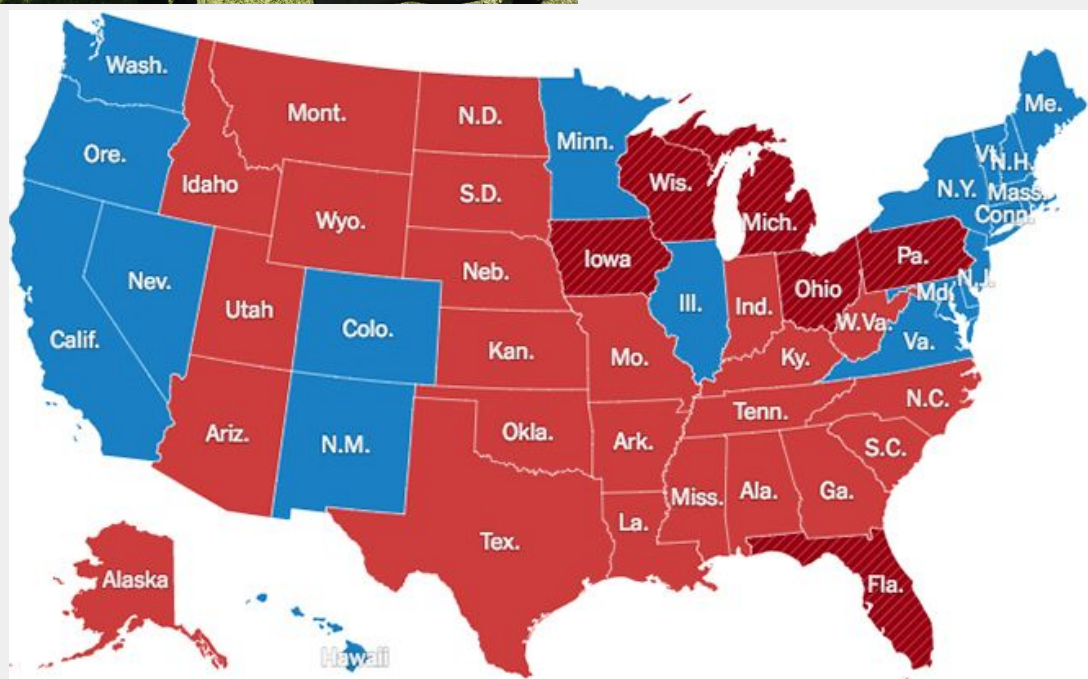 Wash.
Mont.
N.D.
Minn.
Me.
Ore.
Idaho
S.D.
Wis.
Mich.
Vt.
N.H.
N.Y.
Mass.
Conn.
Wyo.
Iowa
Pa.
N.J.
Nev.
Neb.
Ohio
Md.
Utah
Colo.
Ill.
Ind.
W.Va.
Va.
Calif.
Kan.
Mo.
Ky.
N.C.
Ariz.
N.M.
Okla.
Ark.
Tenn.
S.C.
Miss.
Ala.
Ga.
Tex.
La.
Alaska
Fla.
Hawaii